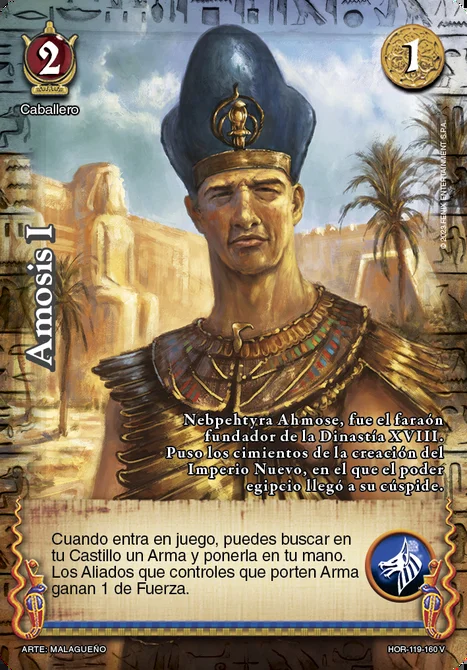 2
1
Caballero
© 2023 FENIX ENTERTAINMENT S.P.A.
Amosis I
Nebpehtyra Ahmose, fue el faraón
fundador de la Dinastía XVIII.
Puso los cimientos de la creación del
Imperio Nuevo, en el que el poder
egipcio llegó a su cúspide.
Cuando entra en juego, puedes buscar en
tu Castillo un Arma y ponerla en tu mano.
Los Aliados que controles que porten Arma
ganan 1 de Fuerza.
ARTE: MALAGUEÑO
HOR-119-160 V